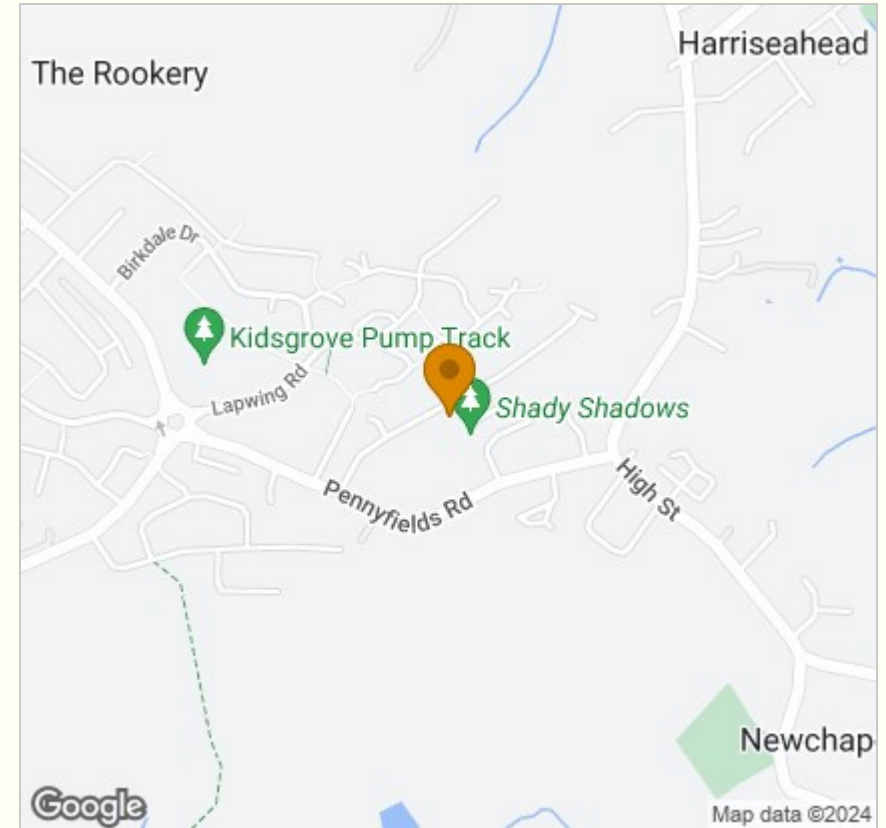 Harriseahead
The Rookery
Birkdale Dr
Kidsgrove Pump Track
Lapwing Rd
Shady Shadows
High St
Pennyfields Rd
Newchap
Google
Map data ©2024